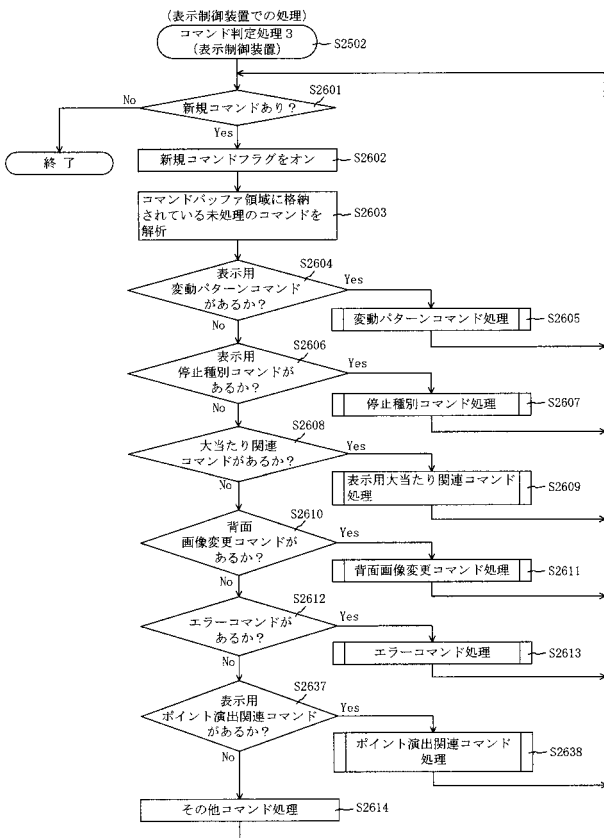 (表示制御装置での処理)
コマンド判定処理3
(表示制御装置)
S2502
S2601
No
新規コマンドあり?
Yes
終 了
新規コマンドフラグをオン
S2602
コマンドバッファ領域に格納
されている未処理のコマンドを
解析
S2603
S2604
表示用
変動パターンコマンド
があるか?
Yes
変動パターンコマンド処理
S2605
No
S2606
表示用
停止種別コマンドが
あるか?
Yes
停止種別コマンド処理
S2607
No
S2608
大当たり関連
コマンドがあるか?
Yes
表示用大当たり関連コマンド
処理
S2609
No
S2610
背面
画像変更コマンドが
あるか?
Yes
背面画像変更コマンド処理
S2611
No
S2612
エラーコマンドが
あるか?
Yes
エラーコマンド処理
S2613
No
S2637
表示用
ポイント演出関連コマンド
があるか?
Yes
ポイント演出関連コマンド
処理
S2638
No
その他コマンド処理
S2614